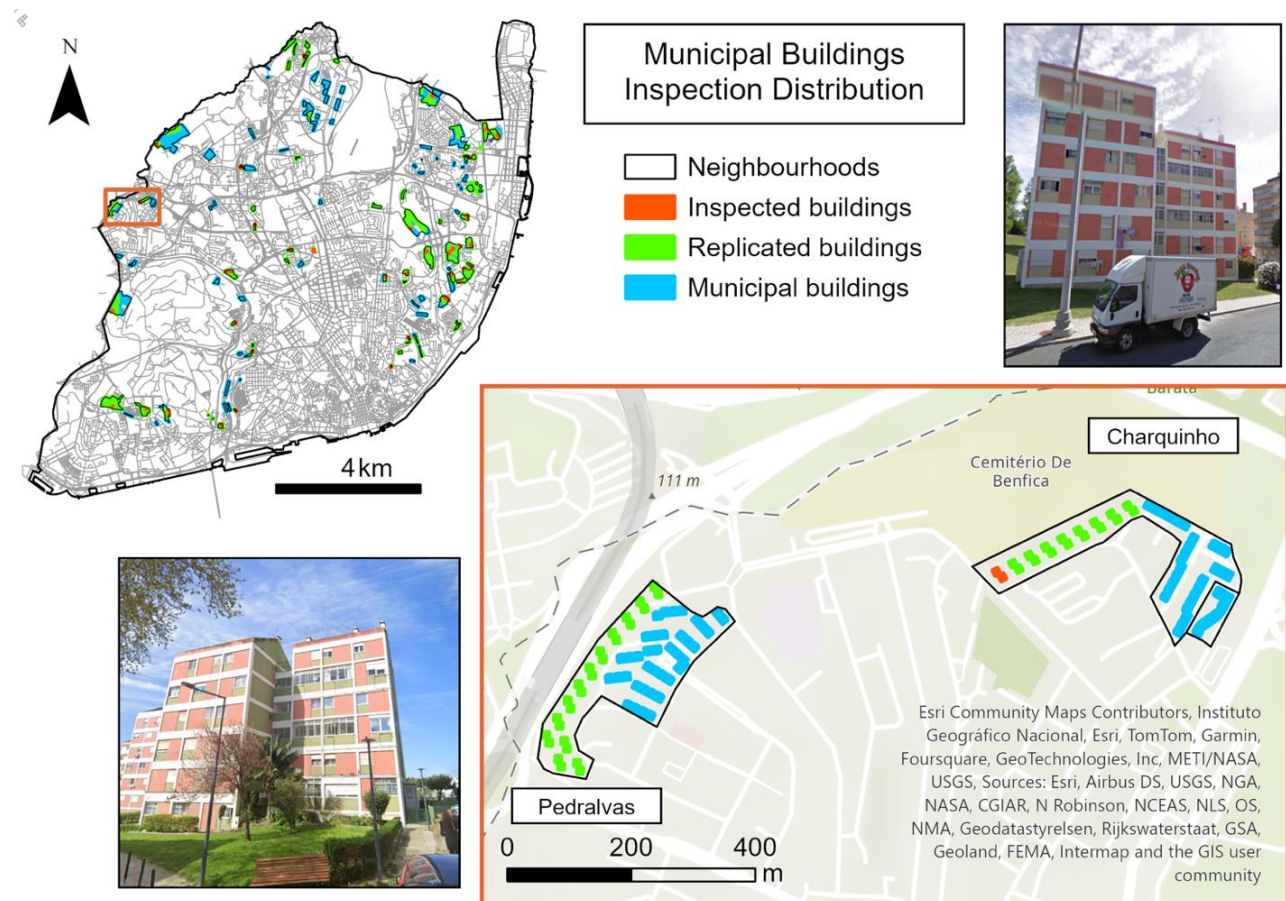 N
Municipal Buildings
Inspection Distribution
Neighbourhoods
Inspected buildings
Replicated buildings
Municipal buildings
4 km
Charquinho
Cemitério De
Benfica
111 m
Pedralvas
0 200 400
m
Esri Community Maps Contributors, Instituto
Geográfico Nacional, Esri, TomTom, Garmin,
Foursquare, GeoTechnologies, Inc, METI/NASA,
USGS, Sources: Esri, Airbus DS, USGS, NGA,
NASA, CGIAR, N Robinson, NCEAS, NLS, OS,
NMA, Geodatastyrelsen, Rijkswaterstaat, GSA,
Geoland, FEMA, Intermap and the GIS user
community